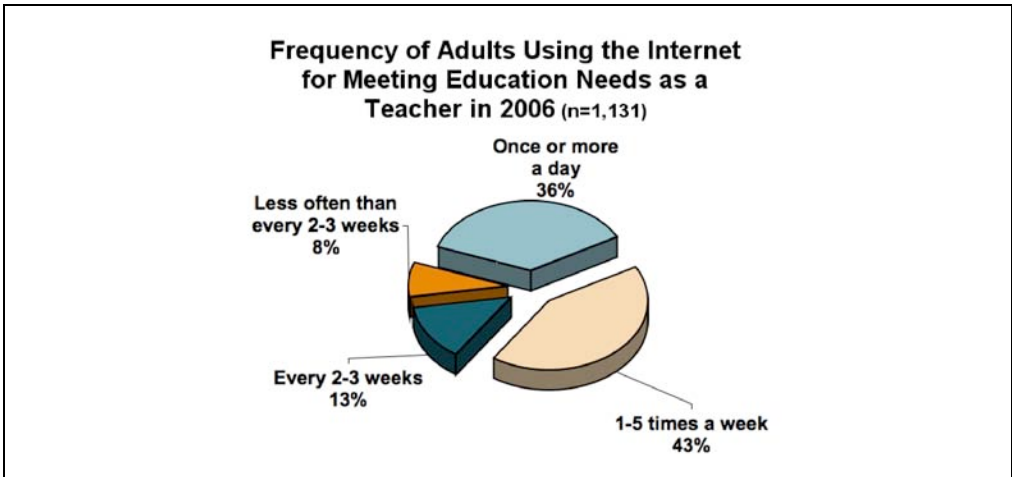 Frequency of Adults Using the Internet
for Meeting Education Needs as a
Teacher in 2006 (n=1,131)
Once or more
a day
36%
Less often than
every 2-3 weeks
8%
Every 2-3 weeks
13%
1-5 times a week
43%